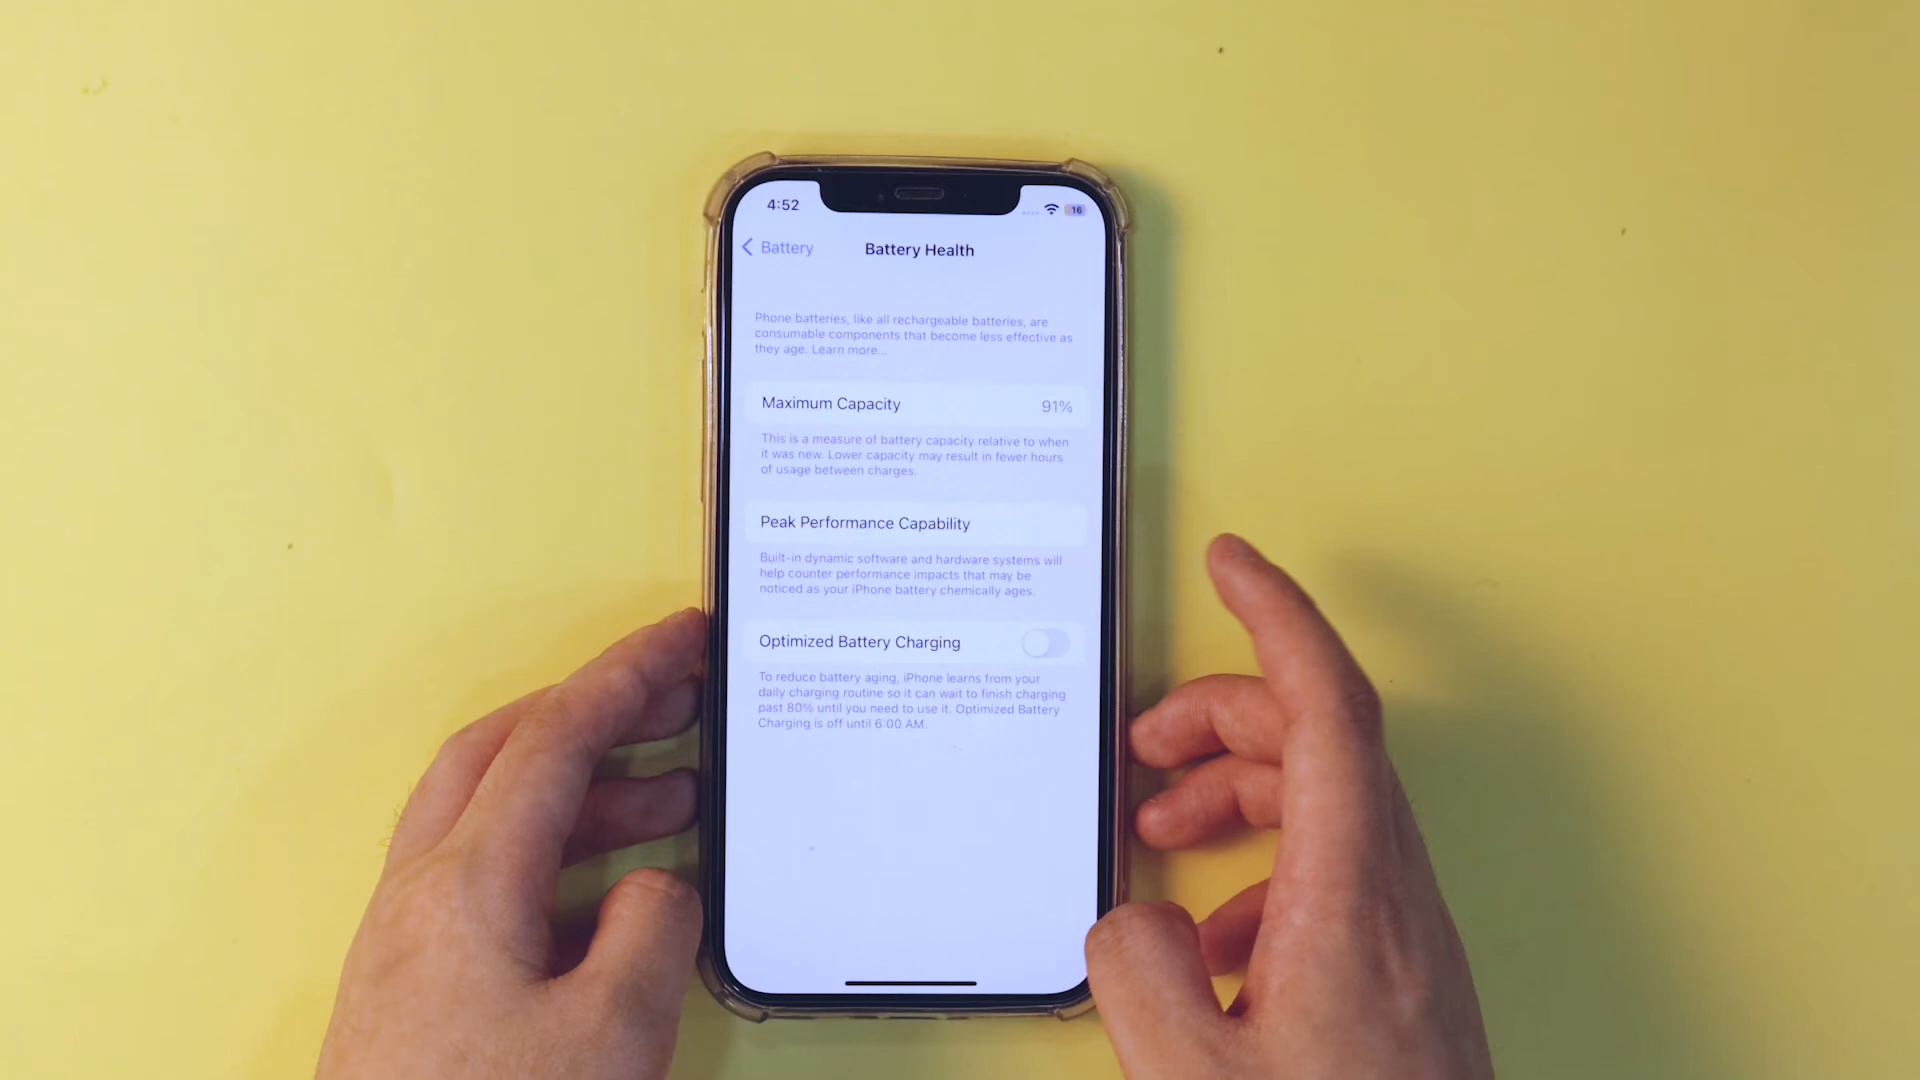 4:52
16
Battery
Battery Health
Phone batteries, like all rechargeable batteries, are
consumable components that become less effective as
they age. Learn more...
Maximum Capacity 91%
This is a measure of battery capacity relative to when
it was new. Lower capacity may result in fewer hours
of usage between charges.
Peak Performance Capability
Built-in dynamic software and hardware systems will
help counter performance impacts that may be
noticed as your iPhone battery chemically ages.
Optimized Battery Charging
To reduce battery aging, iPhone learns from your
daily charging routine so it can wait to finish charging
past 80% until you need to use it. Optimized Battery
Charging is off until 6:00 AM.